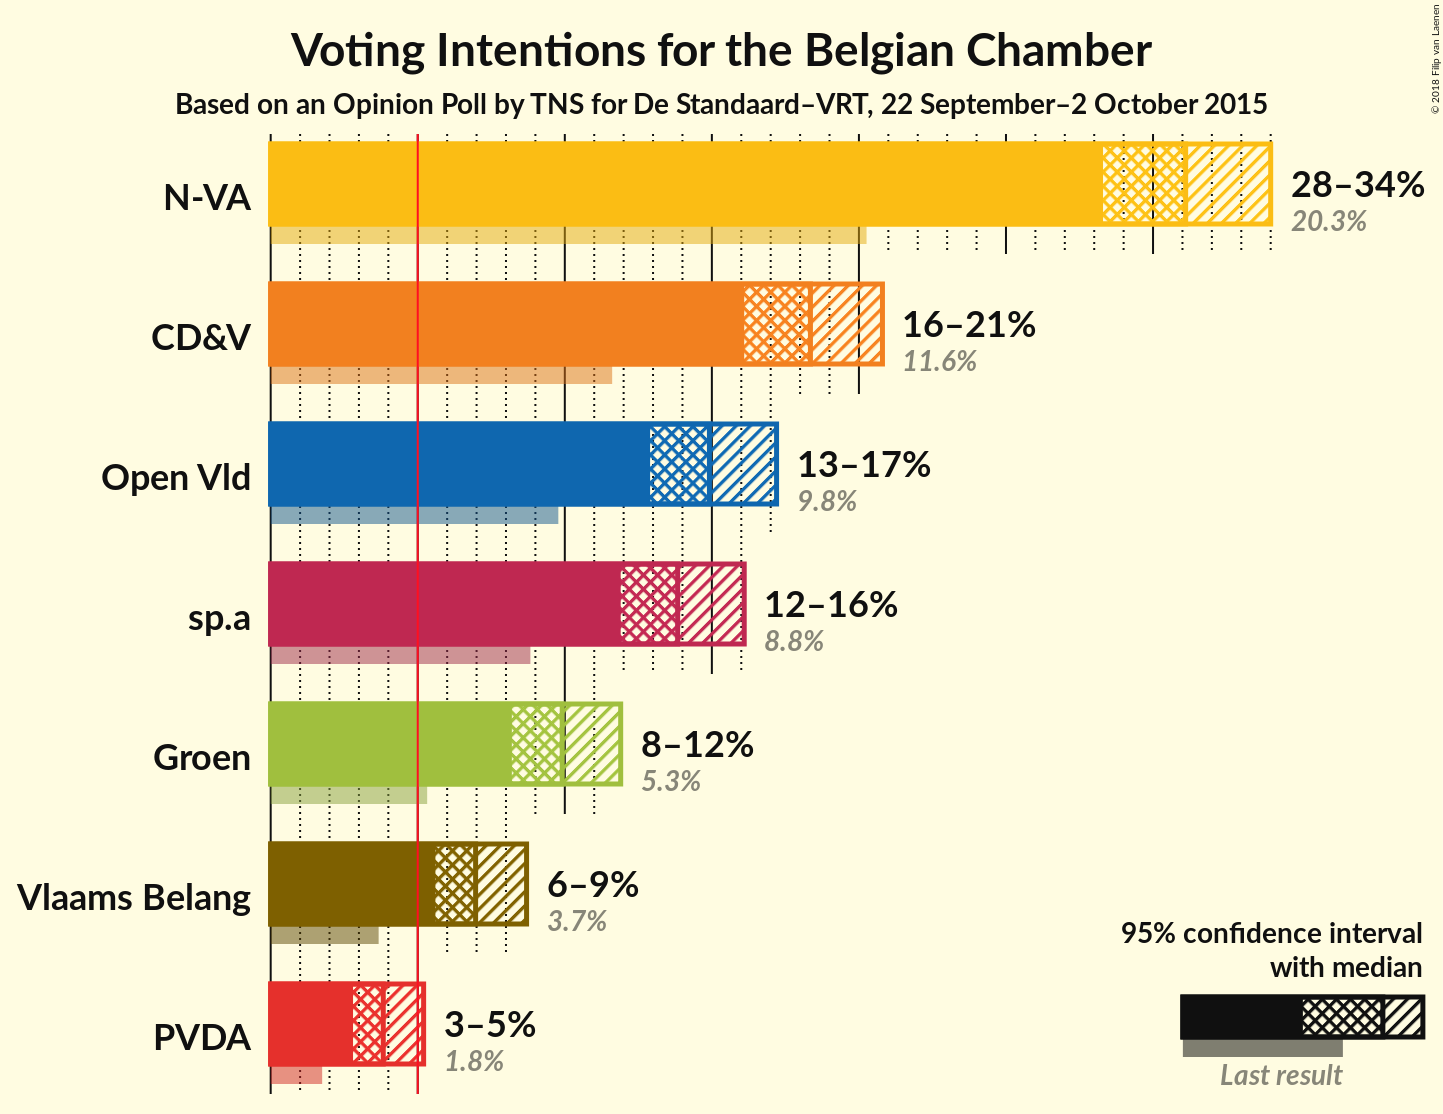 Voting Intentions for the Belgian Chamber
Based on an Opinion Poll by TNS for De Standaard–VRT, 22 September–2 October 2015
© 2018 Filip van Laenen
N-VA
28–34%
20.3%
CD&V
16–21%
11.6%
Open Vld
13–17%
9.8%
sp.a
12–16%
8.8%
Groen
8–12%
5.3%
Vlaams Belang
6–9%
3.7%
PVDA
3–5%
1.8%
95% confidence interval
with median
Last result